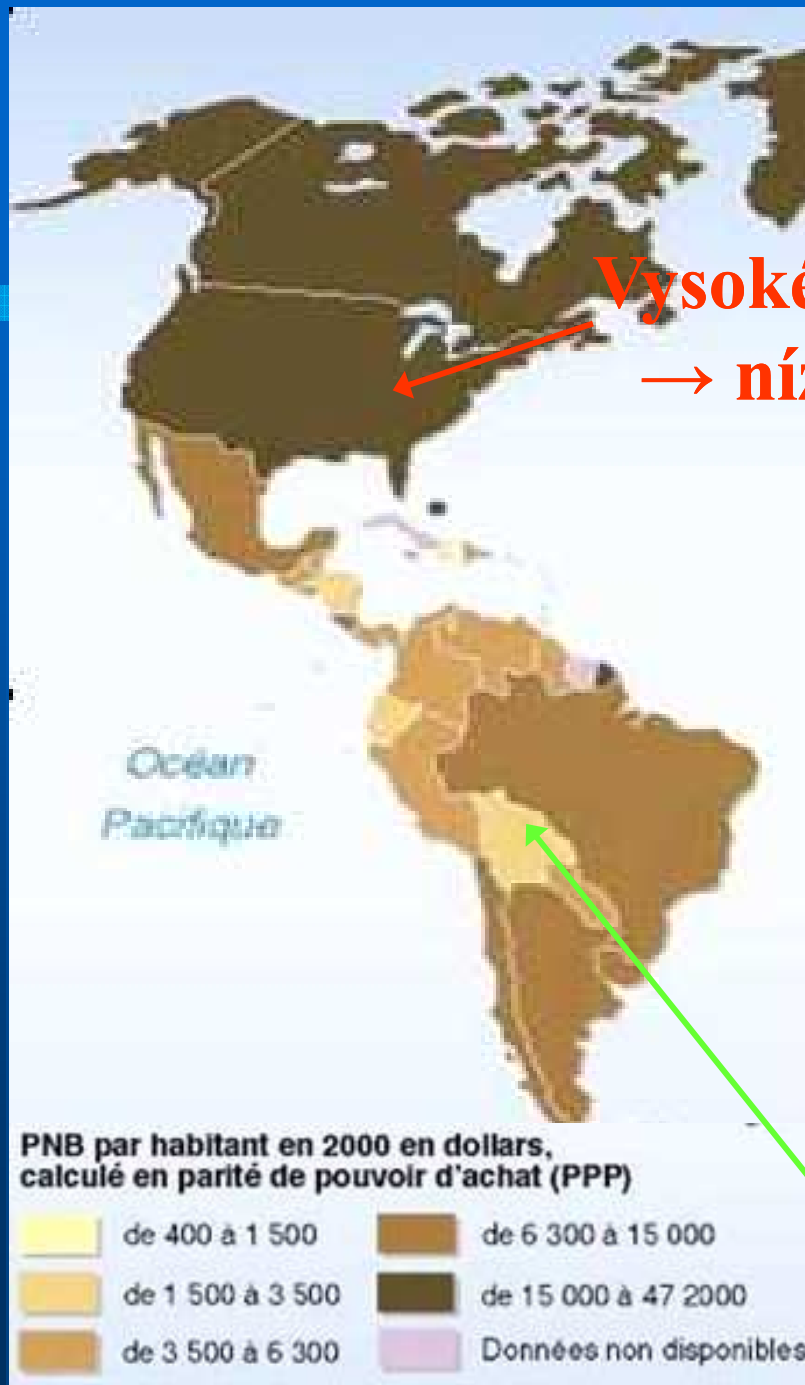 Vysoké
→ níz
Océan
Pacifique
PNB par habitant en 2000 en dollars,
calculé en parité de pouvoir d'achat (PPP)
de 400 à 1 500
de 6 300 à 15 000
de 1 500 à 3 500
de 15 000 à 47 2000
de 3 500 à 6 300
Données non disponibles